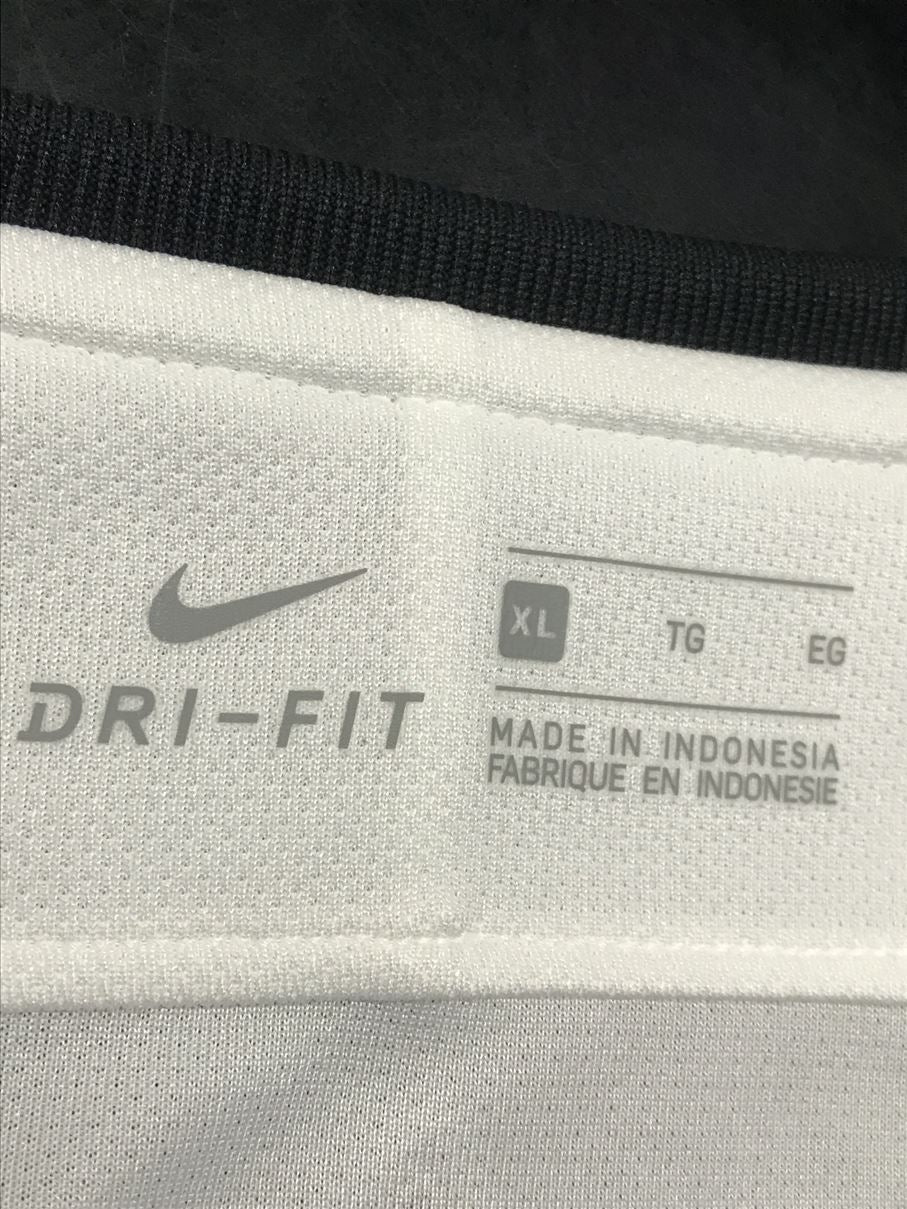 DRI-FIT
XL TG EG
MADE IN INDONESIA
FABRIQUE EN INDONESIE